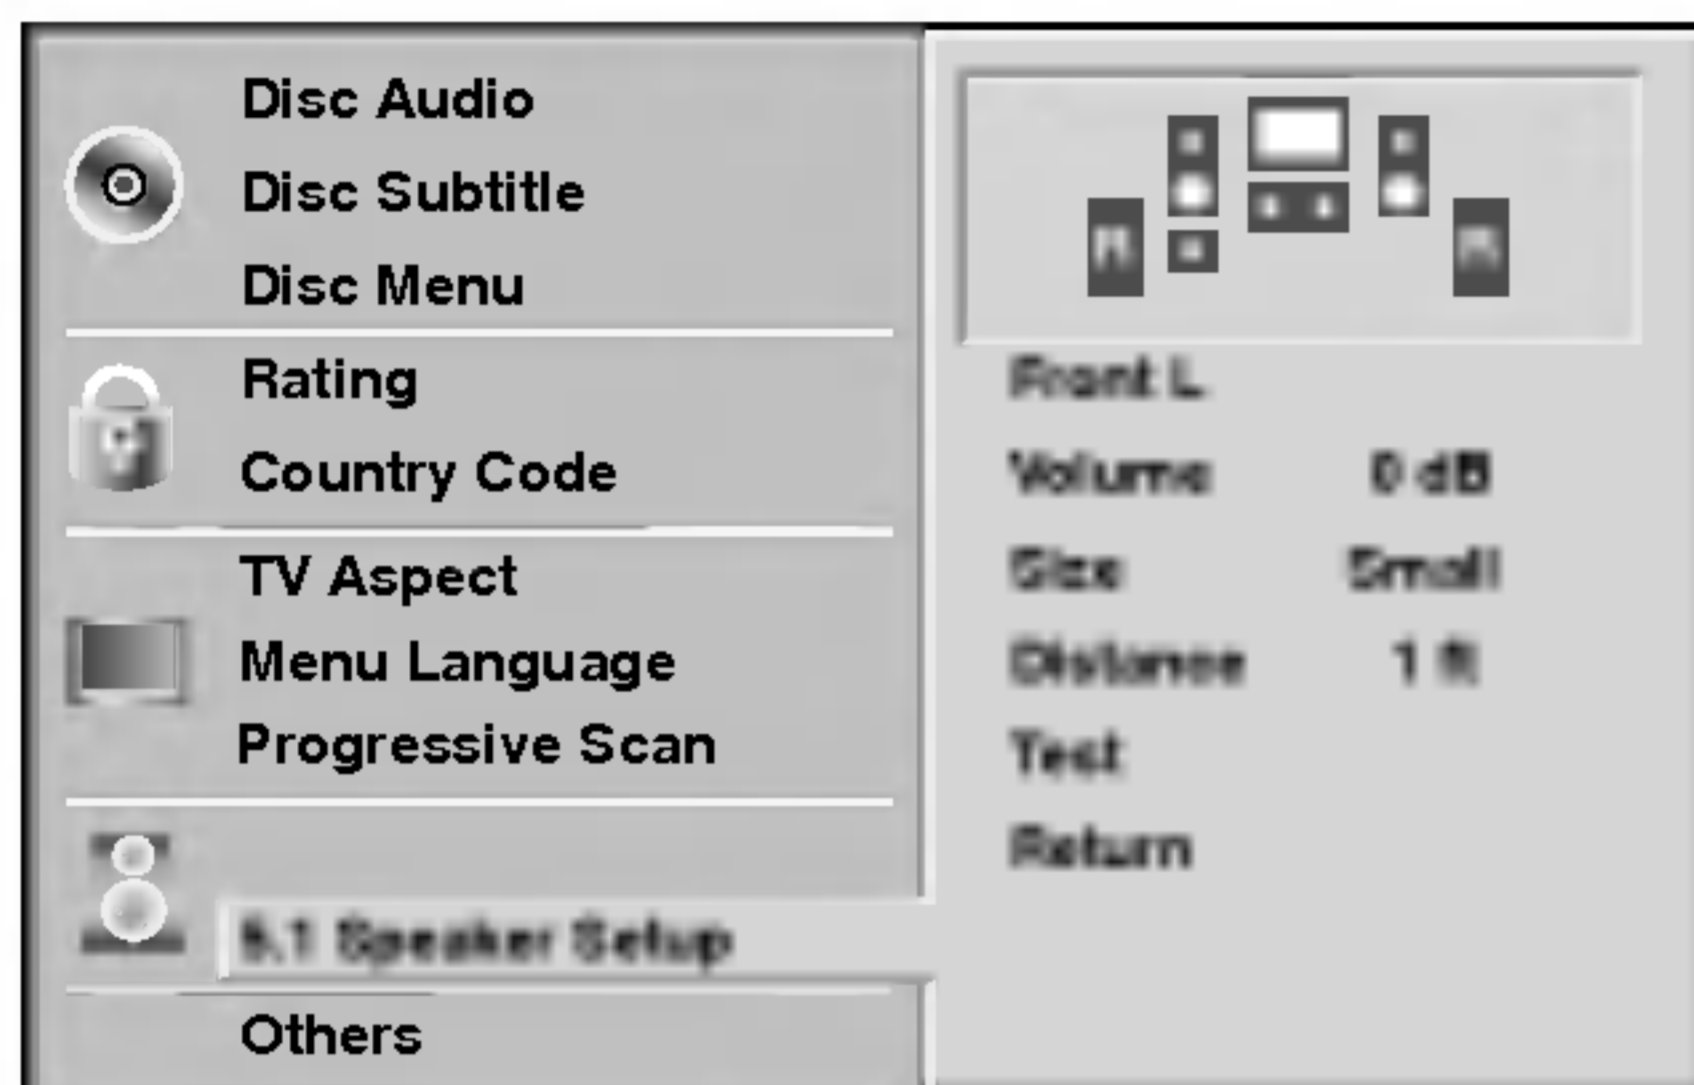 Disc Audio
Disc Subtitle
Disc Menu
Rating
Country Code
TV Aspect
Menu Language
Progressive Scan
5.1 Speaker Setup
Others
R R
Front L
Volume 0 dB
Size Small
Distance 1 ft
Test
Return